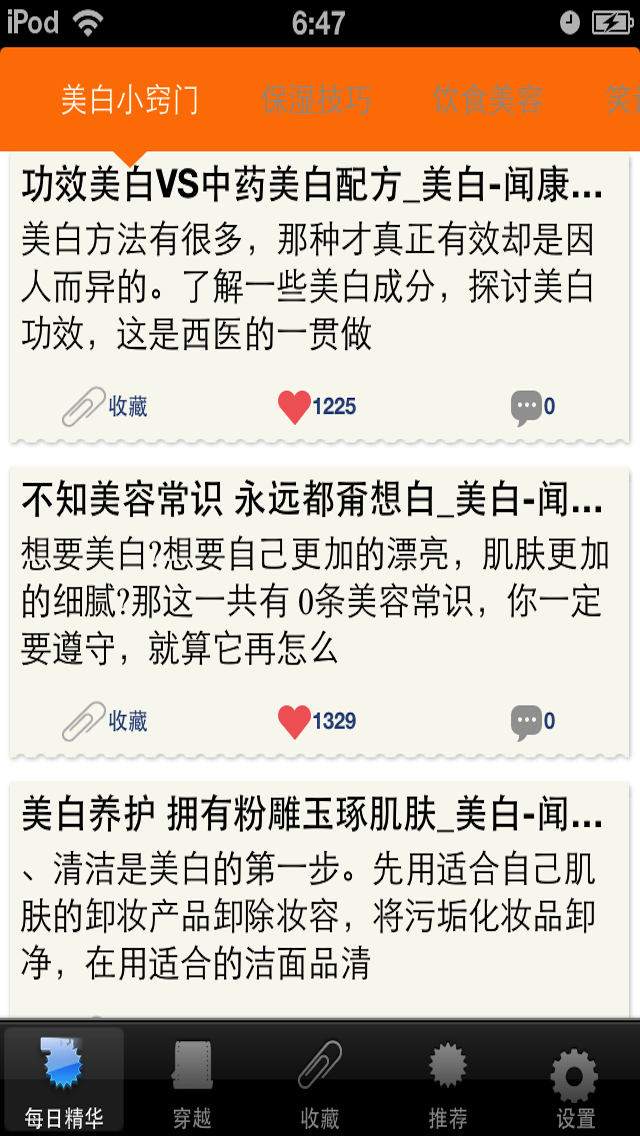 iPod 6:47
美白小窍门 保湿技巧 饮食美容 笑
功效美白VS中药美白配方_美白-闻康...
美白方法有很多，那种才真正有效却是因
人而异的。了解一些美白成分，探讨美白
功效，这是西医的一贯做
收藏 1225 0
不知美容常识 永远都甭想白_美白-闻...
想要美白?想要自己更加的漂亮，肌肤更加
的细腻?那这一共有 0条美容常识，你一定
要遵守，就算它再怎么
收藏 1329 0
美白养护 拥有粉雕玉琢肌肤_美白-闻...
、清洁是美白的第一步。先用适合自己肌
肤的卸妆产品卸除妆容，将污垢化妆品卸
净，在用适合的洁面品清
每日精华 穿越 收藏 推荐 设置